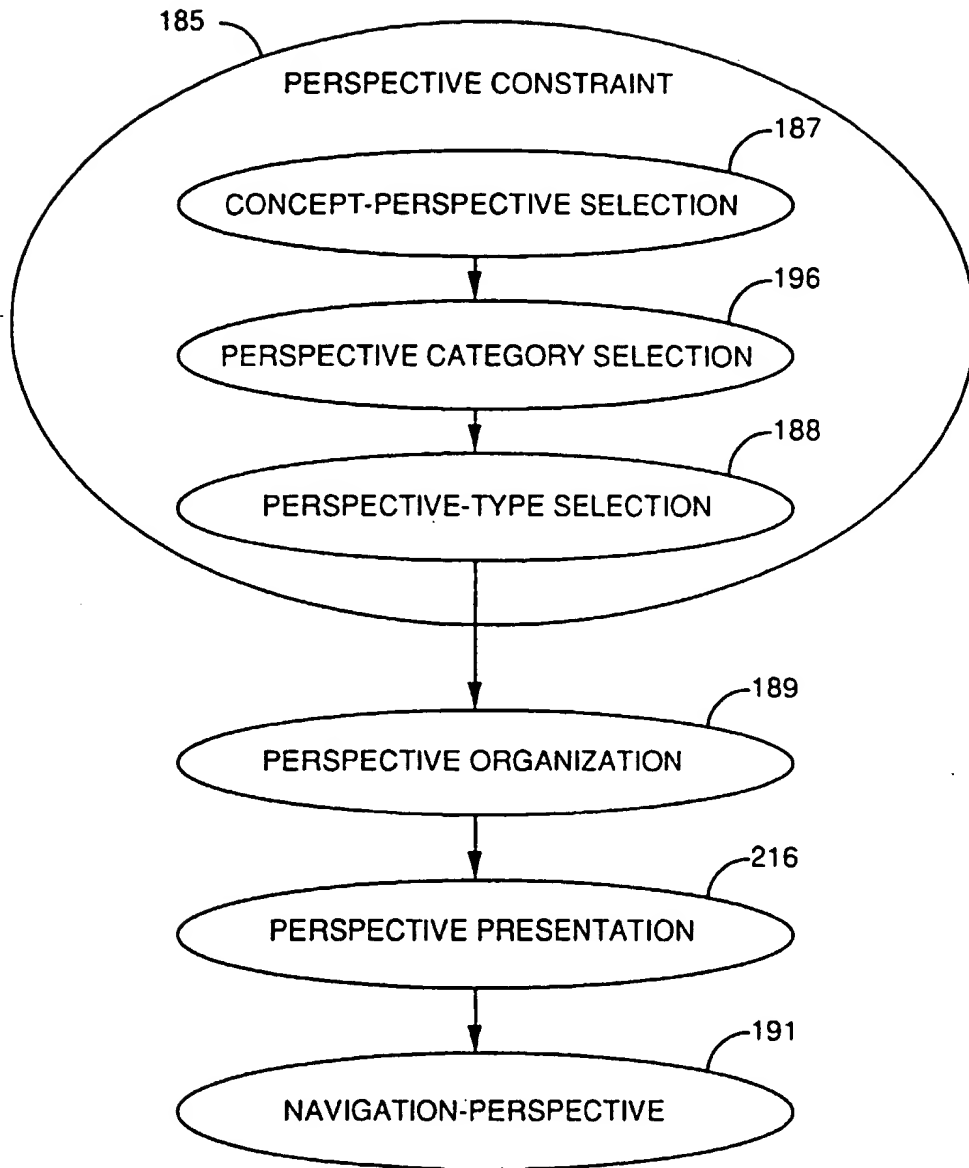 185
PERSPECTIVE CONSTRAINT
187
CONCEPT-PERSPECTIVE SELECTION
196
PERSPECTIVE CATEGORY SELECTION
188
PERSPECTIVE-TYPE SELECTION
189
PERSPECTIVE ORGANIZATION
216
PERSPECTIVE PRESENTATION
191
NAVIGATION-PERSPECTIVE